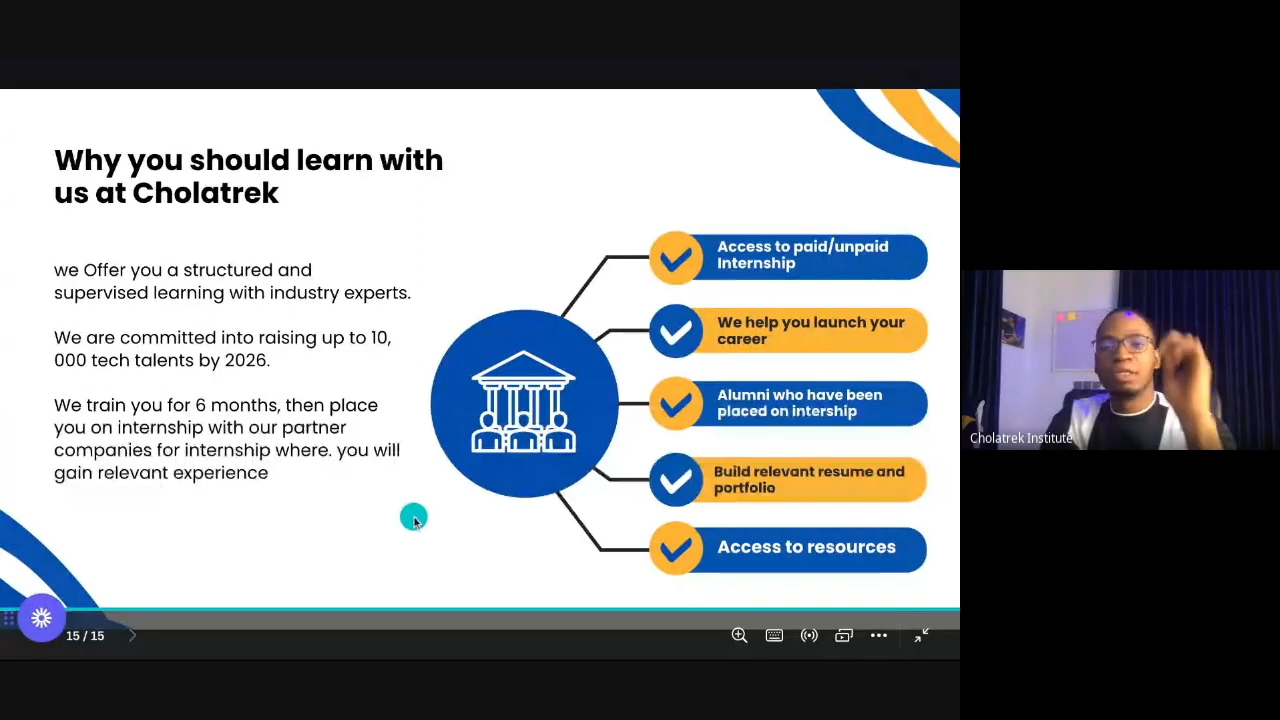 Why you should learn with
us at Cholatrek
we Offer you a structured and
supervised learning with industry experts.
We are committed into raising up to 10,
000 tech talents by 2026.
We train you for 6 months, then place
you on internship with our partner
companies for internship where. you will
gain relevant experience
Access to paid/unpaid
Internship
We help you launch your
career
Alumni who have been
placed on intership
Build relevant resume and
portfolio
Access to resources
Cholatrek Institute
15 / 15